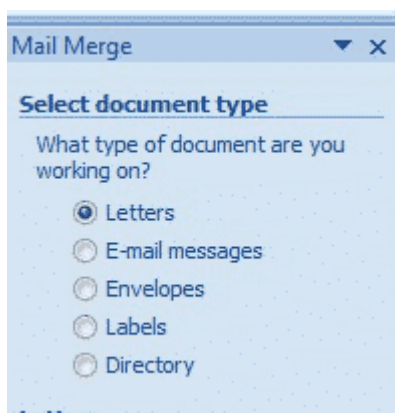 Mail Merge
Select document type
What type of document are you
working on?
Letters
E-mail messages
Envelopes
Labels
Directory